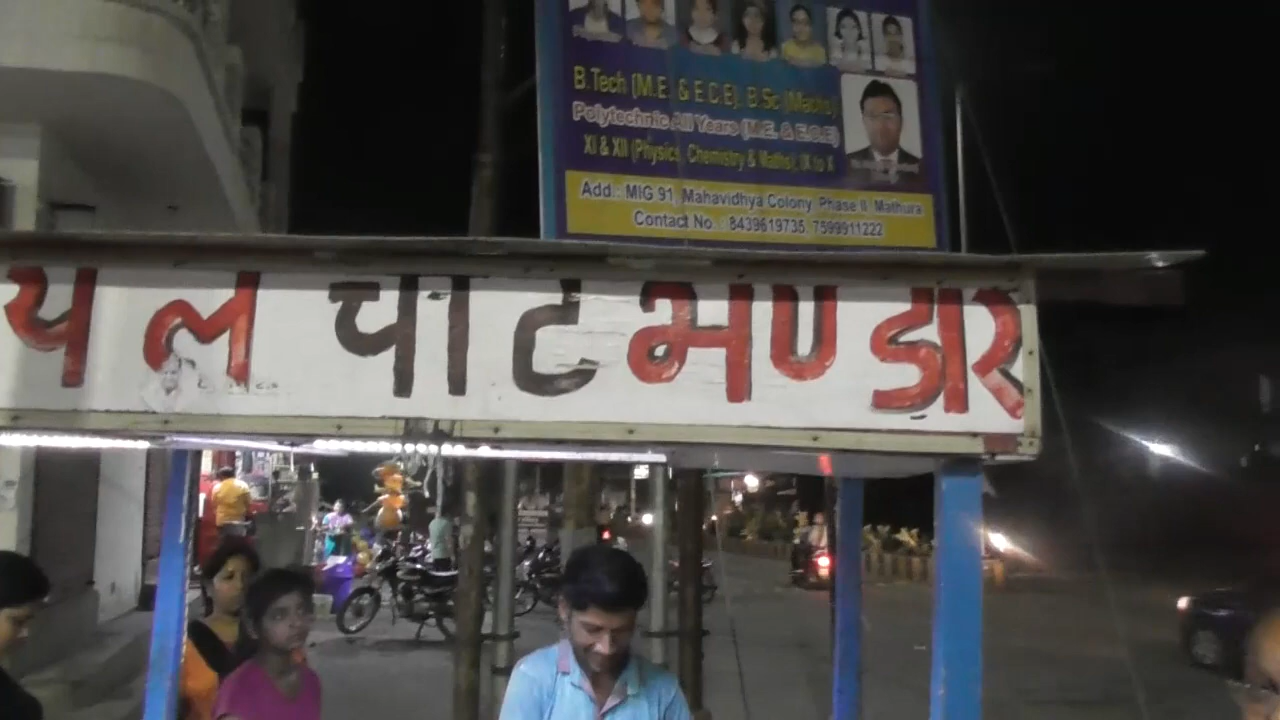 B.Tech (M.E. & E.C.E), B.Sc (Maths)
Polytechnic All Years (M.E. & E.C.E)
XI & XII (Physics, Chemistry & Maths), IX to X
Add.: MIG 91, Mahavidhya Colony, Phase II, Mathura
Contact No. : 8439619735, 7599911222
यल चाट भण्डार